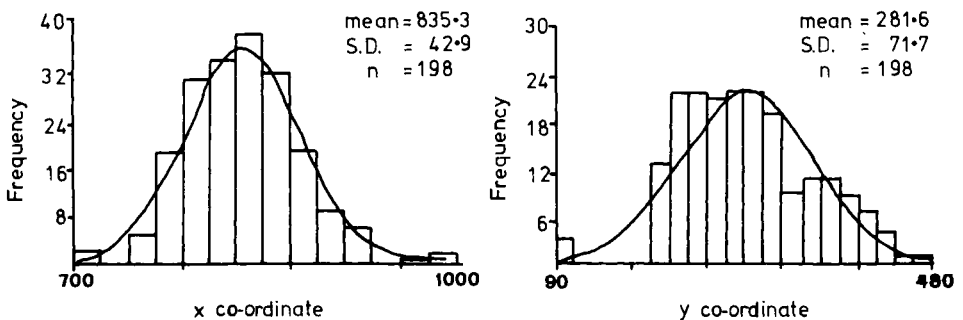 40
32
24
16
8
Frequency
mean = 835·3
S.D. = 42·9
n = 198
700
1000
x co-ordinate
30
24
18
12
6
Frequency
mean = 281·6
S.D. = 71·7
n = 198
90
480
y co-ordinate